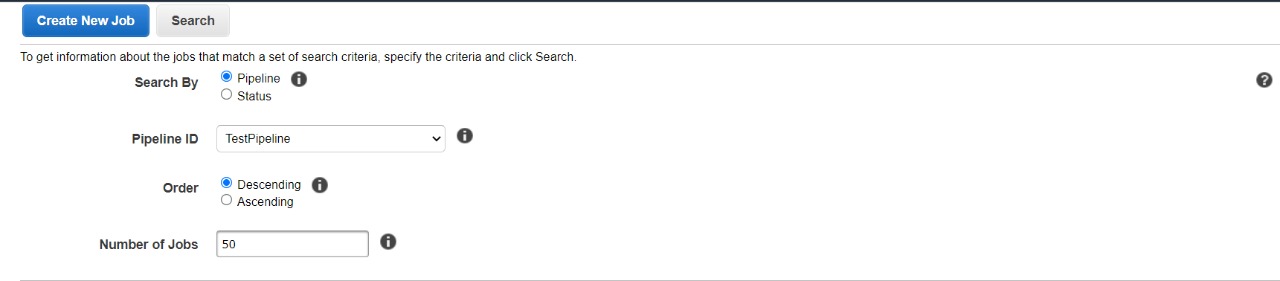 Create New Job Search
To get information about the jobs that match a set of search criteria, specify the criteria and click Search.
Search By Pipeline
Status
Pipeline ID TestPipeline
Order Descending
Ascending
Number of Jobs 50